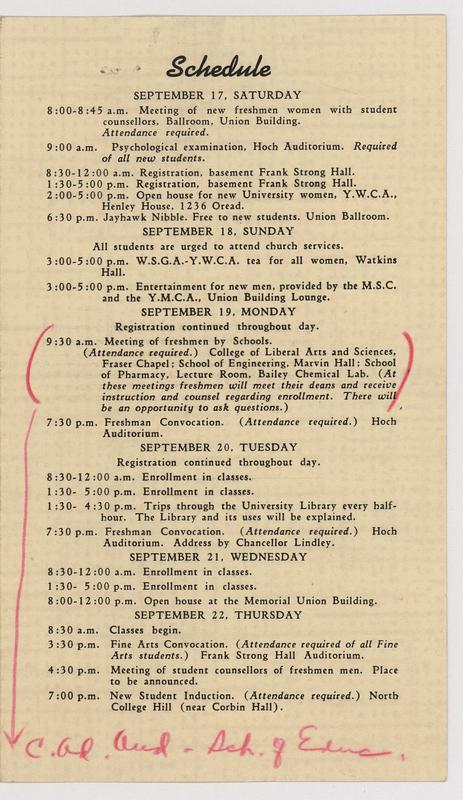 Schedule
SEPTEMBER 17, SATURDAY
8:00-8:45 a.m. Meeting of new freshmen women with student
counsellors, Ballroom, Union Building.
Attendance required.
9:00 a.m. Psychological examination, Hoch Auditorium. Required
of all new students.
8:30-12:00 a.m. Registration, basement Frank Strong Hall.
1:30-5:00 p.m. Registration, basement Frank Strong Hall.
2:00-5:00 p.m. Open house for new University women, Y.W.C.A.,
Henley House, 1236 Oread.
6:30 p.m. Jayhawk Nibble. Free to new students. Union Ballroom.
SEPTEMBER 18, SUNDAY
All students are urged to attend church services.
3:00-5:00 p.m. W.S.G.A.-Y.W.C.A. tea for all women, Watkins
Hall.
3:00-5:00 p.m. Entertainment for new men, provided by the M.S.C.
and the Y.M.C.A., Union Building Lounge.
SEPTEMBER 19, MONDAY
Registration continued throughout day.
9:30 a.m. Meeting of freshmen by Schools.
(Attendance required.) College of Liberal Arts and Sciences,
Fraser Chapel; School of Engineering, Marvin Hall; School
of Pharmacy, Lecture Room, Bailey Chemical Lab. (At
these meetings freshmen will meet their deans and receive
instruction and counsel regarding enrollment. There will
be an opportunity to ask questions.)
7:30 p.m. Freshman Convocation. (Attendance required.) Hoch
Auditorium.
SEPTEMBER 20, TUESDAY
Registration continued throughout day.
8:30-12:00 a.m. Enrollment in classes.
1:30- 5:00 p.m. Enrollment in classes.
1:30- 4:30 p.m. Trips through the University Library every half-
hour. The Library and its uses will be explained.
7:30 p.m. Freshman Convocation. (Attendance required.) Hoch
Auditorium. Address by Chancellor Lindley.
SEPTEMBER 21, WEDNESDAY
8:30-12:00 a.m. Enrollment in classes.
1:30- 5:00 p.m. Enrollment in classes.
8:00-12:00 p.m. Open house at the Memorial Union Building.
SEPTEMBER 22, THURSDAY
8:30 a.m. Classes begin.
3:30 p.m. Fine Arts Convocation. (Attendance required of all Fine
Arts students.) Frank Strong Hall Auditorium.
4:30 p.m. Meeting of student counsellors of freshmen men. Place
to be announced.
7:00 p.m. New Student Induction. (Attendance required.) North
College Hill (near Corbin Hall).
Aud - Sch. of Educ.